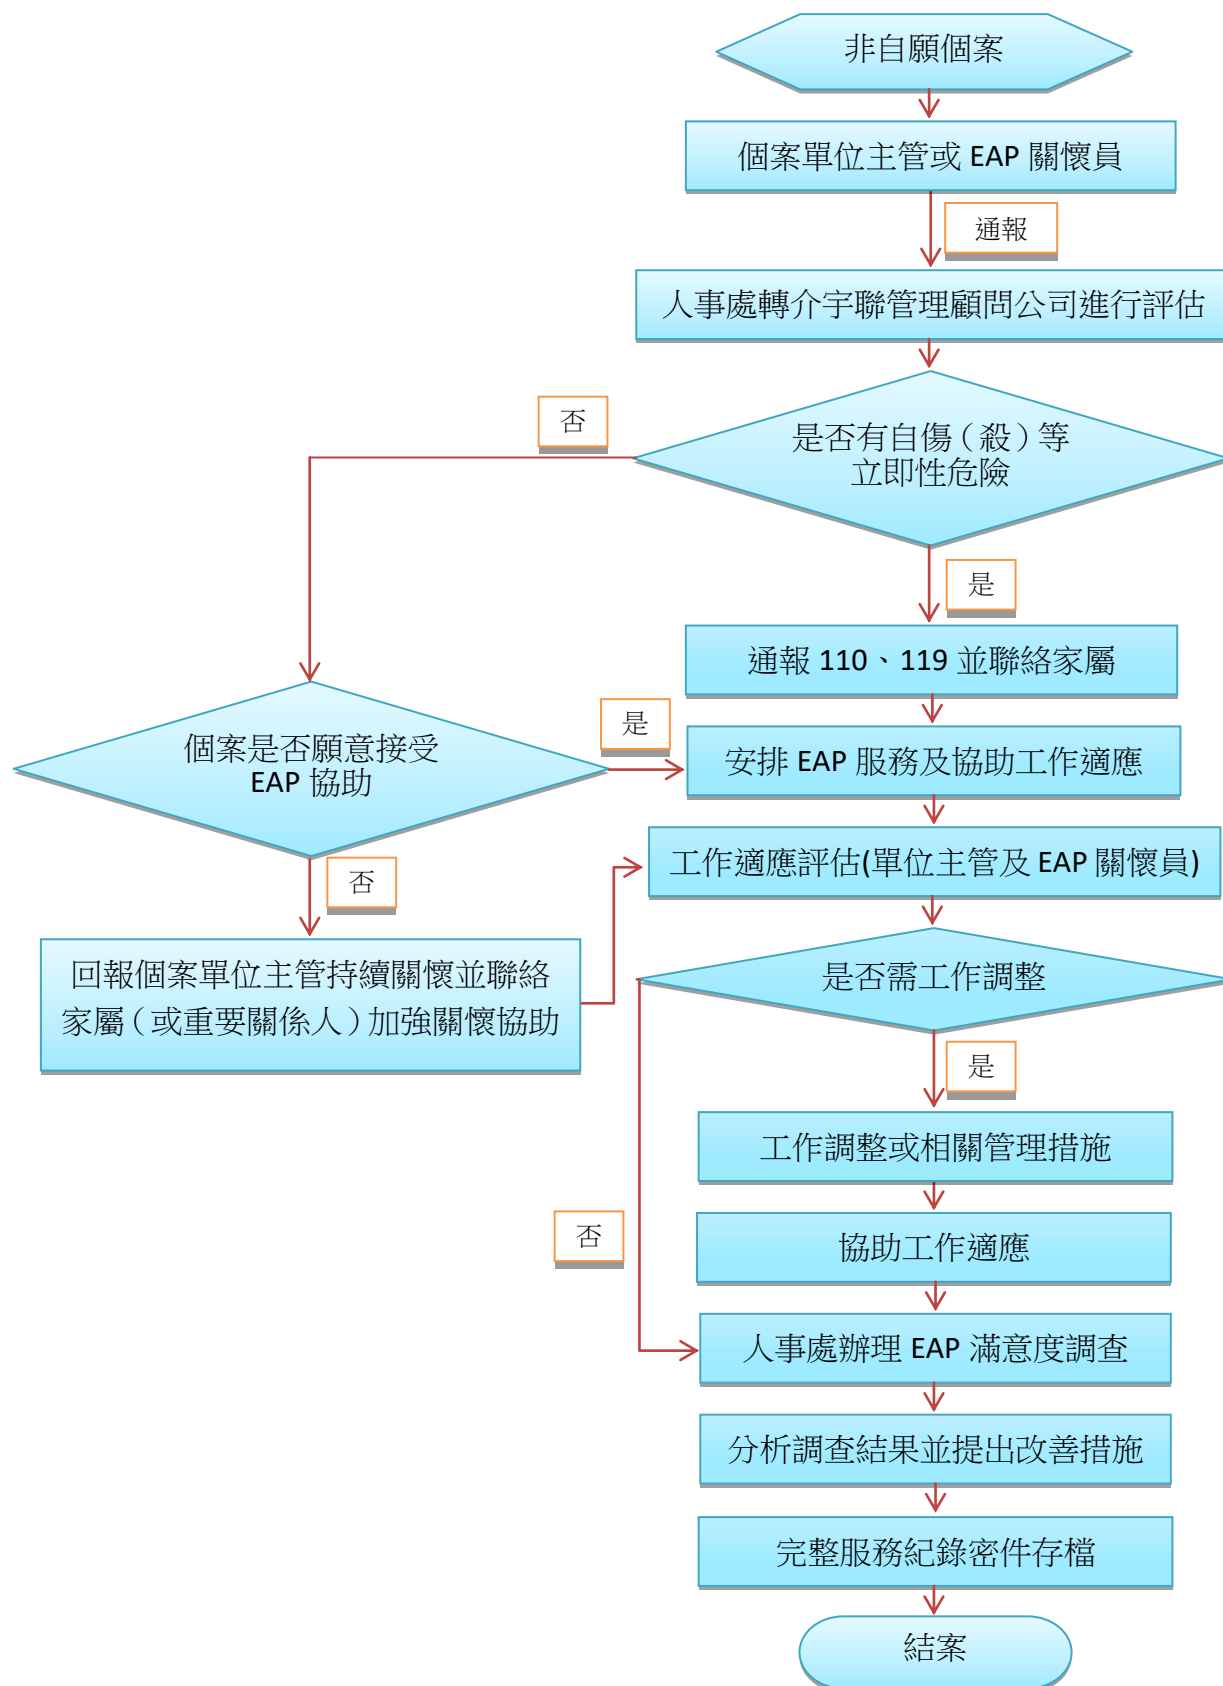 非自願個案
個案單位主管或 EAP 關懷員
通報
人事處轉介宇聯管理顧問公司進行評估
否
是否有自傷（殺）等
立即性危險
是
通報 110、119 並聯絡家屬
個案是否願意接受
EAP 協助
是
安排 EAP 服務及協助工作適應
否
工作適應評估(單位主管及 EAP 關懷員)
回報個案單位主管持續關懷並聯絡
家屬（或重要關係人）加強關懷協助
是否需工作調整
是
工作調整或相關管理措施
否
協助工作適應
人事處辦理 EAP 滿意度調查
分析調查結果並提出改善措施
完整服務紀錄密件存檔
結案